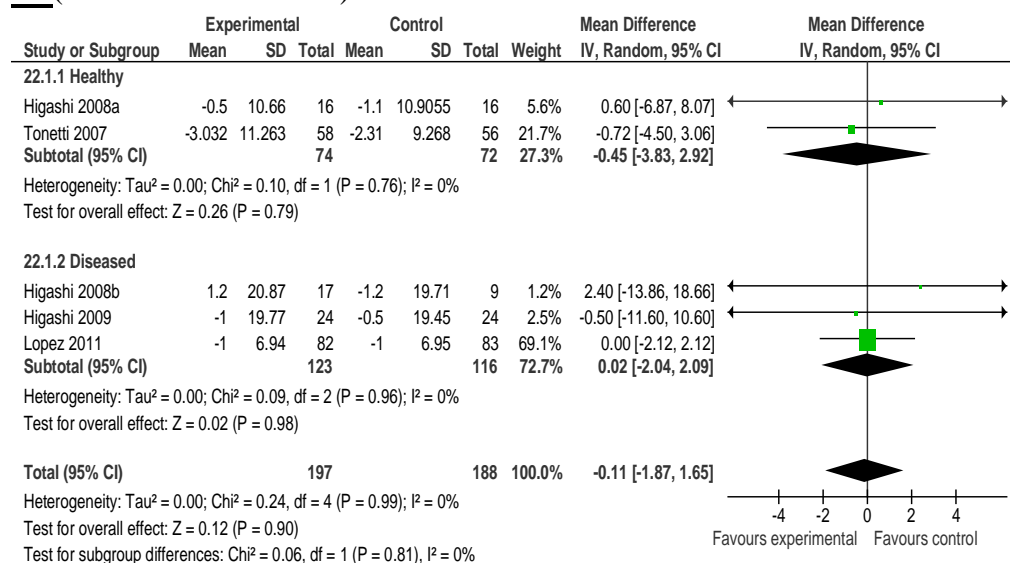 Experimental Control Mean Difference Mean Difference
Study or Subgroup Mean SD Total Mean SD Total Weight IV, Random, 95% CI IV, Random, 95% CI
22.1.1 Healthy
Higashi 2008a -0.5 10.66 16 -1.1 10.9055 16 5.6% 0.60 [-6.87, 8.07]
Tonetti 2007 -3.032 11.263 58 -2.31 9.268 56 21.7% -0.72 [-4.50, 3.06]
Subtotal (95% CI) 74 72 27.3% -0.45 [-3.83, 2.92]
Heterogeneity: Tau² = 0.00; Chi² = 0.10, df = 1 (P = 0.76); I² = 0%
Test for overall effect: Z = 0.26 (P = 0.79)
22.1.2 Diseased
Higashi 2008b 1.2 20.87 17 -1.2 19.71 9 1.2% 2.40 [-13.86, 18.66]
Higashi 2009 -1 19.77 24 -0.5 19.45 24 2.5% -0.50 [-11.60, 10.60]
Lopez 2011 -1 6.94 82 -1 6.95 83 69.1% 0.00 [-2.12, 2.12]
Subtotal (95% CI) 123 116 72.7% 0.02 [-2.04, 2.09]
Heterogeneity: Tau² = 0.00; Chi² = 0.09, df = 2 (P = 0.96); I² = 0%
Test for overall effect: Z = 0.02 (P = 0.98)
Total (95% CI) 197 188 100.0% -0.11 [-1.87, 1.65]
Heterogeneity: Tau² = 0.00; Chi² = 0.24, df = 4 (P = 0.99); I² = 0%
Test for overall effect: Z = 0.12 (P = 0.90)
Test for subgroup differences: Chi² = 0.06, df = 1 (P = 0.81), I² = 0%
-4 -2 0 2 4
Favours experimental Favours control